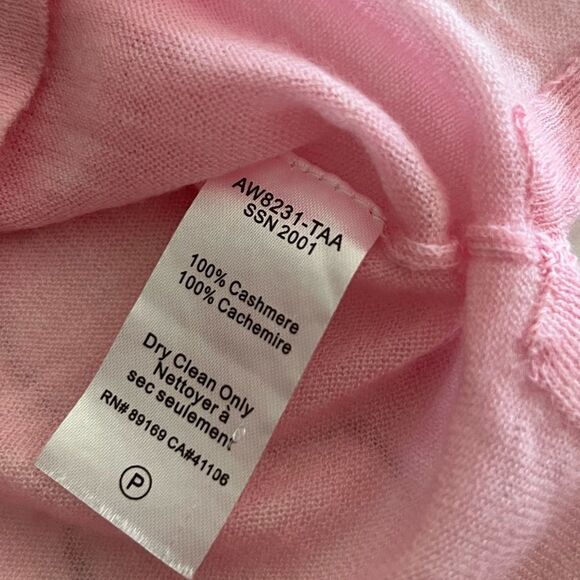 AW8231-TAA
SSN 2001
100% Cashmere
100% Cachemire
Dry Clean Only
Nettoyer à
sec seulement
RN# 89169 CA#41106
P